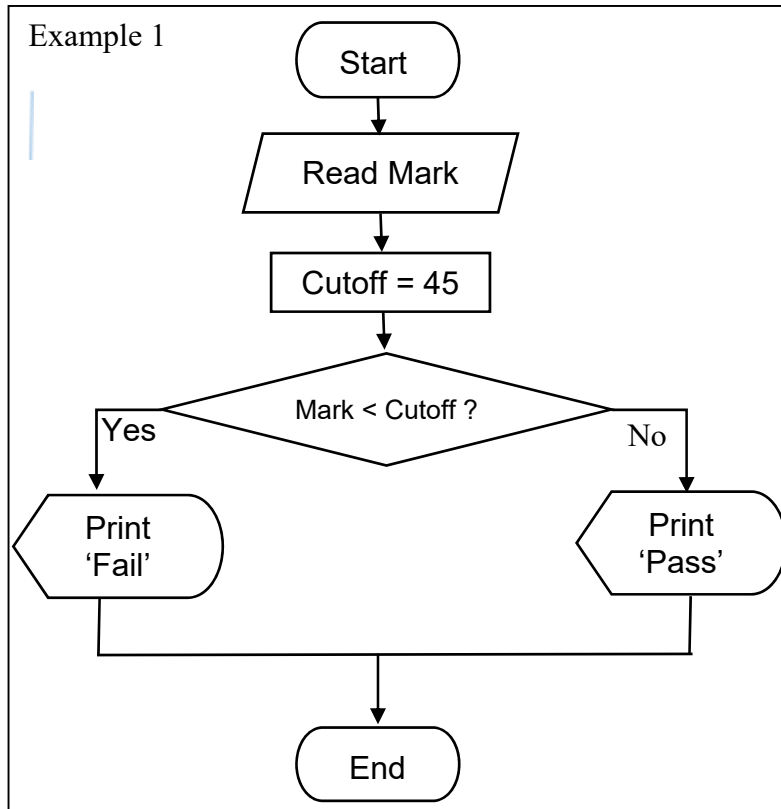 Example 1
Start
Read Mark
Cutoff = 45
Mark < Cutoff ?
Yes
No
Print
‘Fail’
Print
‘Pass’
End